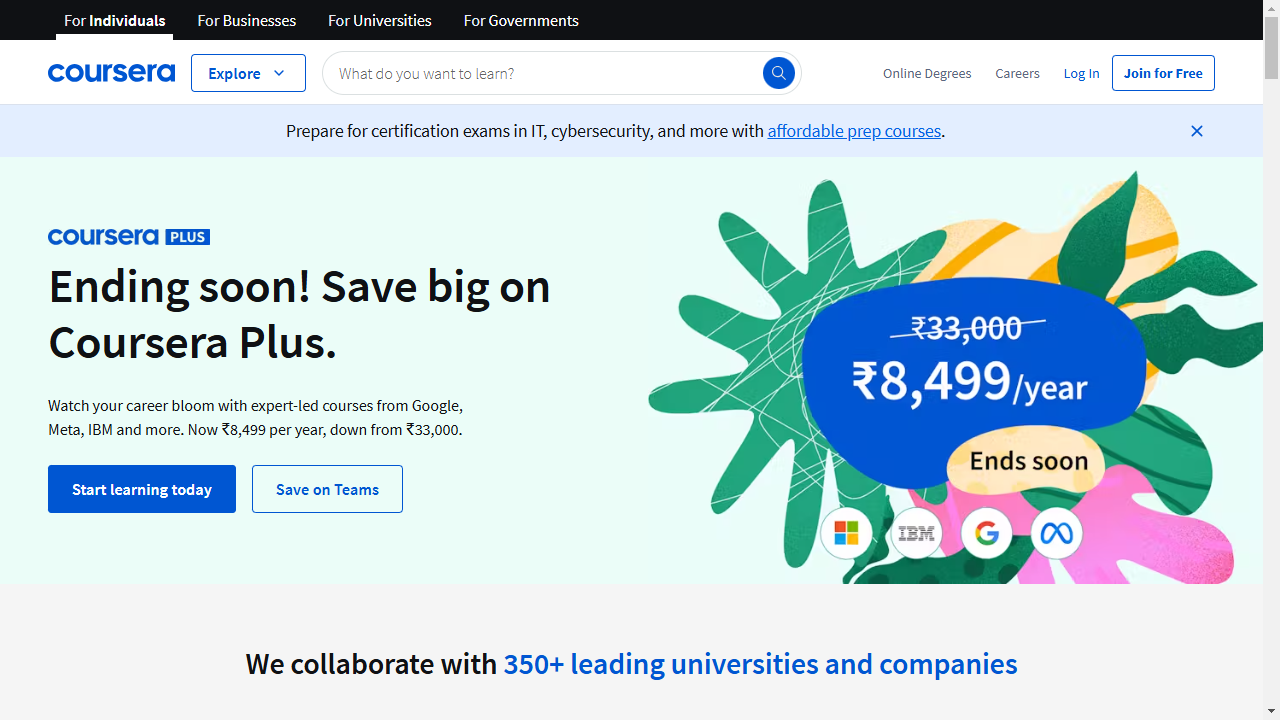 For Individuals
For Businesses
For Universities
For Governments
coursera
Explore
What do you want to learn?
Online Degrees
Careers
Log In
Join for Free
Prepare for certification exams in IT, cybersecurity, and more with affordable prep courses.
coursera PLUS
Ending soon! Save big on
Coursera Plus.
Watch your career bloom with expert-led courses from Google,
Meta, IBM and more. Now ₹8,499 per year, down from ₹33,000.
Start learning today
Save on Teams
₹33,000
₹8,499/year
Ends soon
IBM
We collaborate with 350+ leading universities and companies